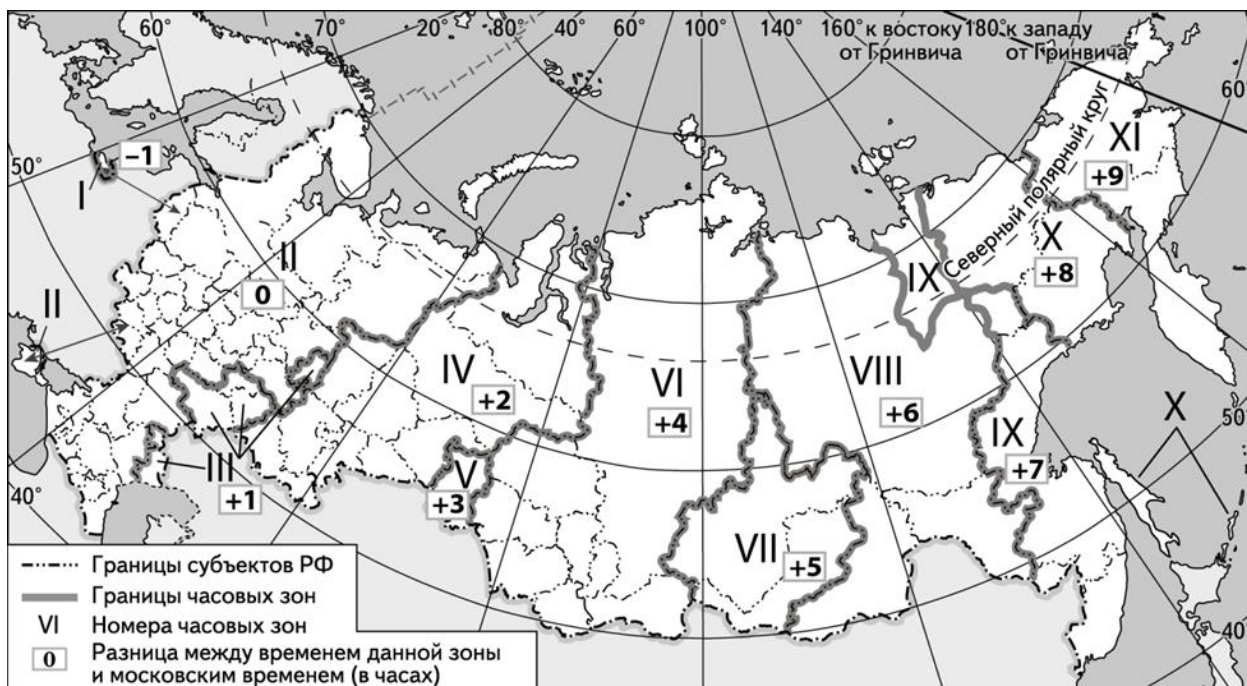 60° 70° 20° 80° 40° 60° 100° 140° 160° к востоку 180° к западу
от Гринвича от Гринвича
60°
Северный полярный круг
XI
+9
–1
50°
I
II
0
X
+8
IX
II
IV
+2
VI
+4
VIII
+6
X
50°
IX
+7
III
+1
V
+3
40°
VII
+5
40°
Границы субъектов РФ
Границы часовых зон
VI Номера часовых зон
0 Разница между временем данной зоны
и московским временем (в часах)